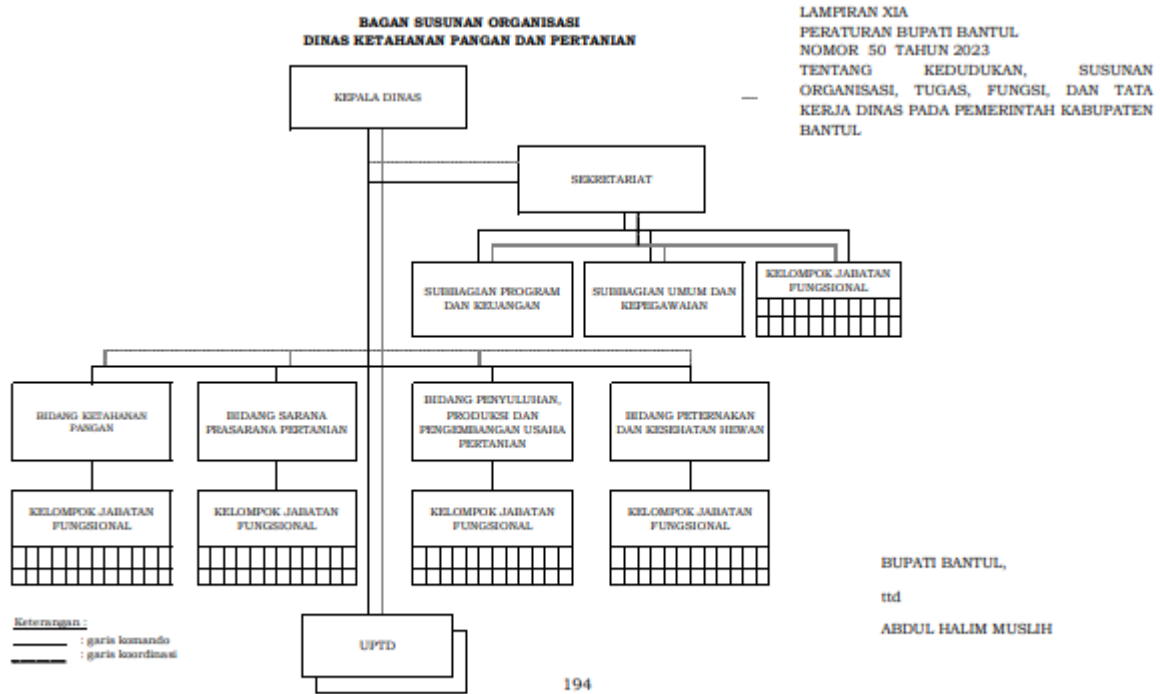 BAGAN SUSUNAN ORGANISASI
DINAS KETAHANAN PANGAN DAN PERTANIAN
LAMPIRAN XIA
PERATURAN BUPATI BANTUL
NOMOR 50 TAHUN 2023
TENTANG KEDUDUKAN, SUSUNAN
ORGANISASI, TUGAS, FUNGSI, DAN TATA
KERJA DINAS PADA PEMERINTAH KABUPATEN
BANTUL
KEPALA DINAS
SEKRETARIAT
SUBBAGIAN PROGRAM
DAN KEUANGAN
SUBBAGIAN UMUM DAN
KEPEGAWAIAN
KELOMPOK JABATAN
FUNGSIONAL
BIDANG KETAHANAN
PANGAN
BIDANG SARANA
PRASARANA PERTANIAN
BIDANG PENYULUHAN,
PRODUKSI DAN
PENGEMBANGAN USAHA
PERTANIAN
BIDANG PETERNAKAN
DAN KESEHATAN HEWAN
KELOMPOK JABATAN
FUNGSIONAL
KELOMPOK JABATAN
FUNGSIONAL
KELOMPOK JABATAN
FUNGSIONAL
KELOMPOK JABATAN
FUNGSIONAL
UPTD
Keterangan :
: garis komando
: garis koordinasi
BUPATI BANTUL,
ttd
ABDUL HALIM MUSLIH
194